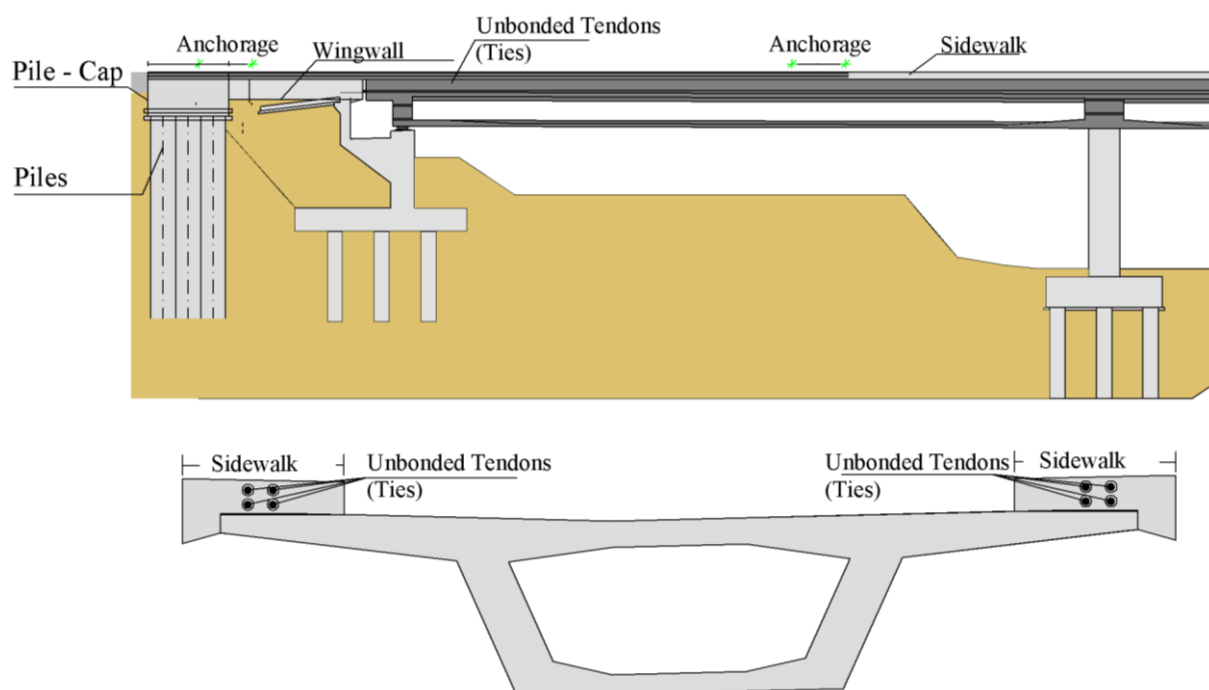 Unbonded Tendons
(Ties)
Anchorage
Wingwall
Anchorage
Sidewalk
Pile - Cap
Piles
Sidewalk
Unbonded Tendons
(Ties)
Unbonded Tendons
(Ties)
Sidewalk